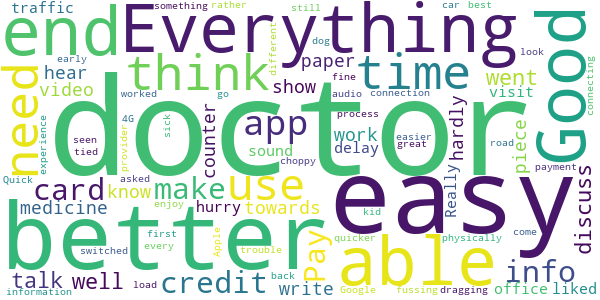 traffic
something
rather
still
car
best
end
Everything
Good
early
different
dog
look
connecting
need
hear
think
show
paper
fine
time
went
video
worked
go
audio
connection
visit
doctor
experience
4G
provider
sick
counter
app
process
work
hardly
easier
road
piece
seen
tied
sound
delay
great
choppy
Quick
asked
card
make
use
medicine
know
hurry
towards
easy
Really
payment
discuss
better
enjoy
kid
come
first
Apple
Pay
able
quicker
physically
switched
every
trouble
info
talk
well
credit
back
write
office
liked
information
load
Google
fussing
dragging